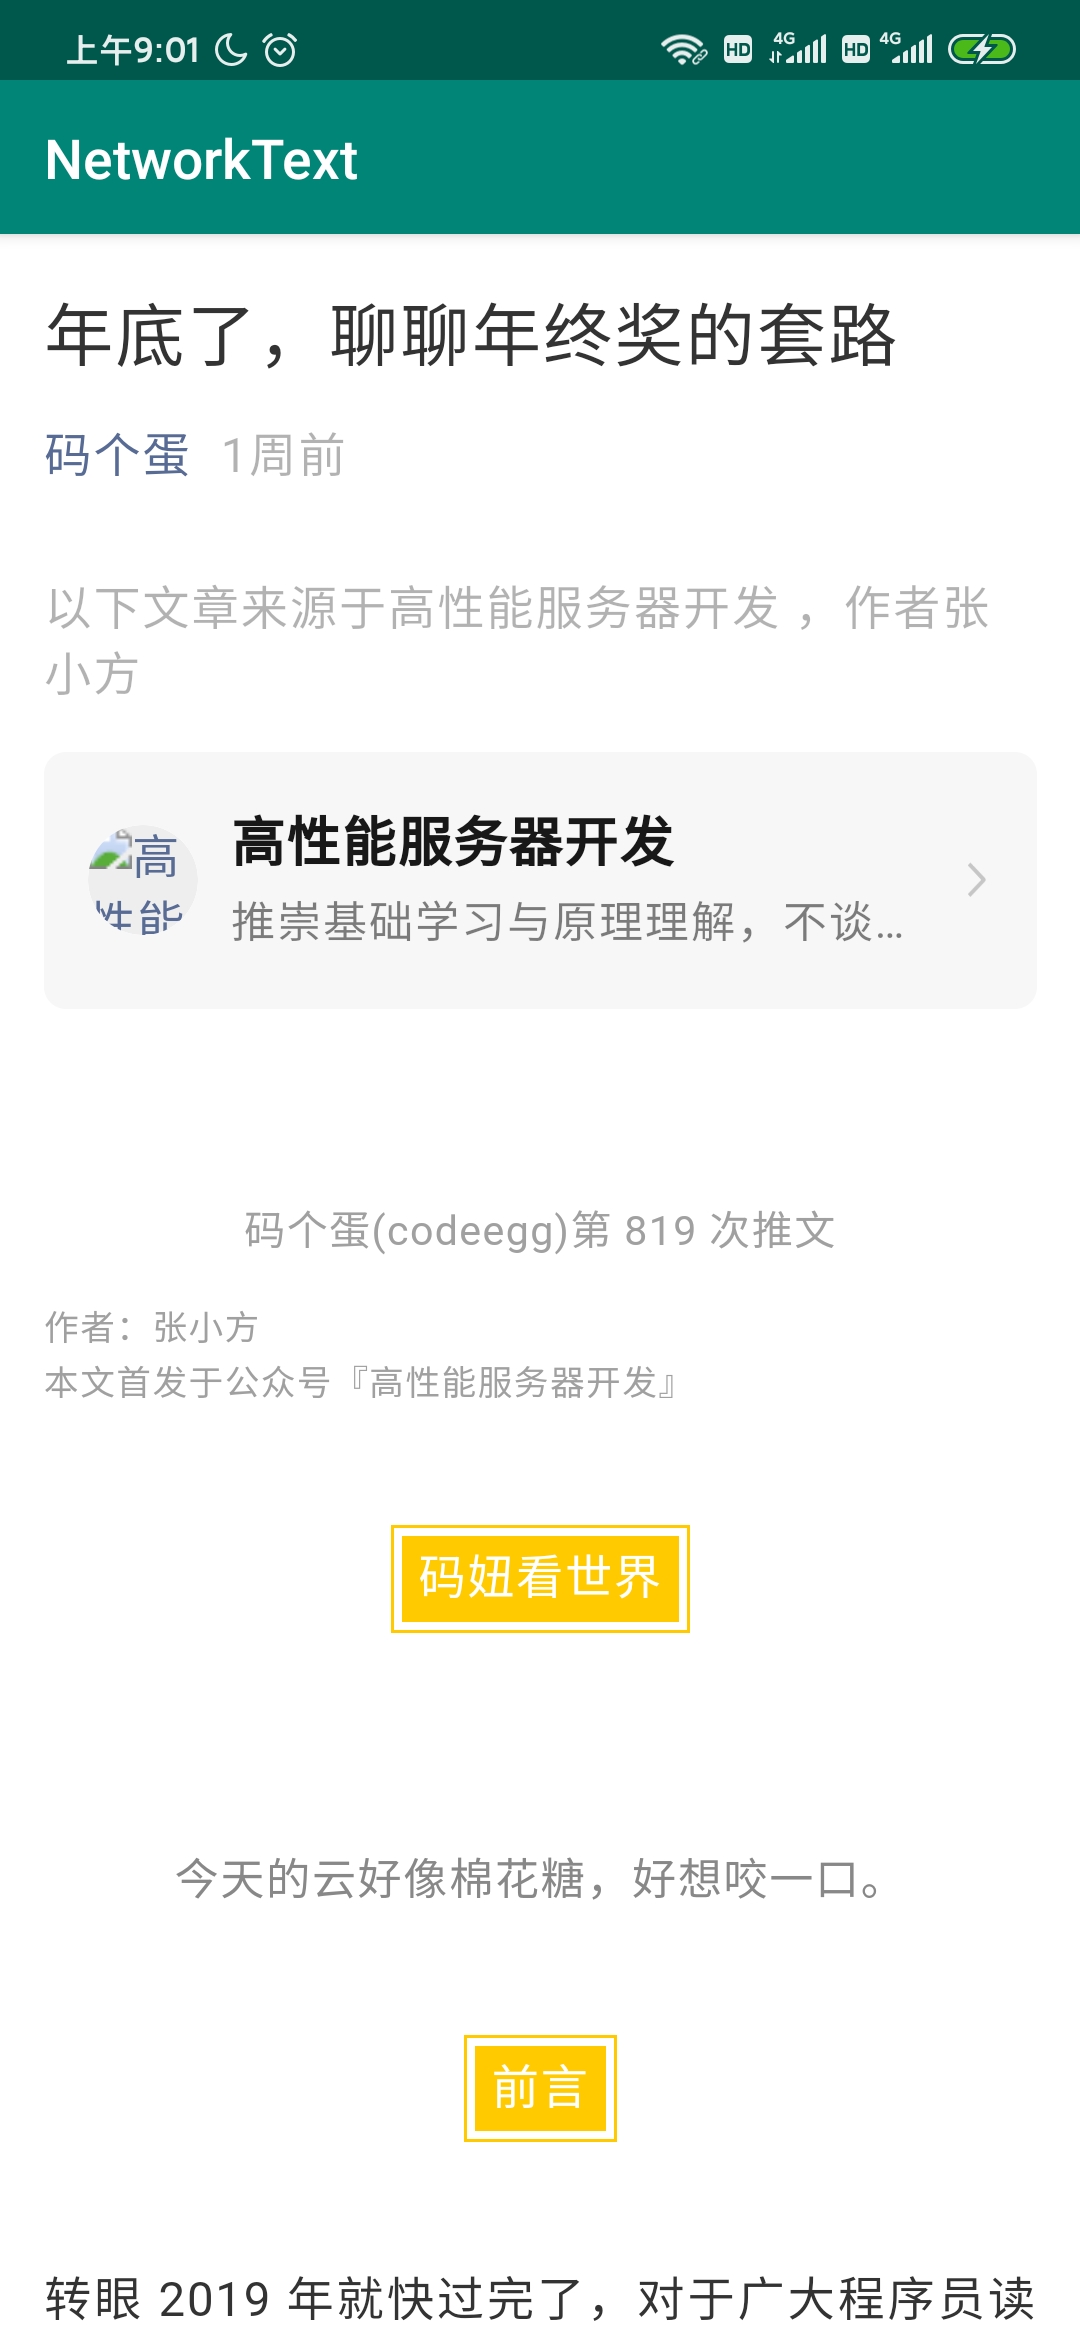 上午9:01 HD 4G HD 4G
NetworkText
年底了，聊聊年终奖的套路
码个蛋 1周前
以下文章来源于高性能服务器开发 ，作者张
小方
高
性能
高性能服务器开发
推崇基础学习与原理理解，不谈...
码个蛋(codeegg)第 819 次推文
作者：张小方
本文首发于公众号『高性能服务器开发』
码妞看世界
今天的云好像棉花糖，好想咬一口。
前言
转眼 2019 年就快过完了，对于广大程序员读